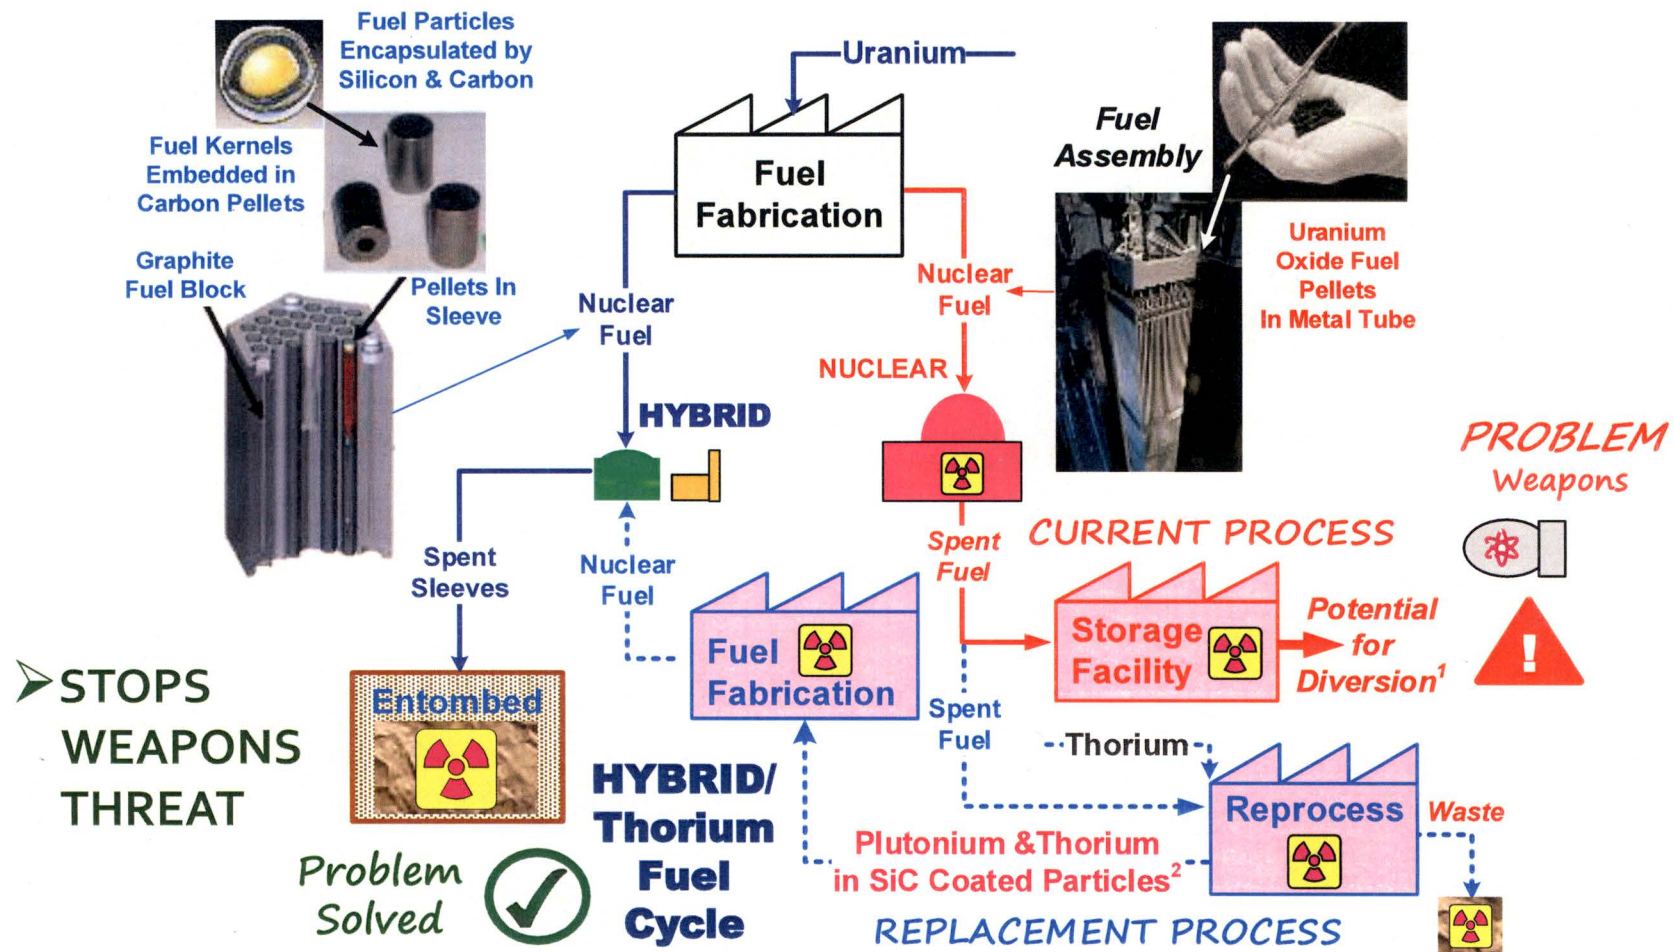 Fuel Particles
Encapsulated by
Silicon & Carbon
Uranium
Fuel Kernels
Embedded in
Carbon Pellets
Fuel
Assembly
Fuel
Fabrication
Graphite
Fuel Block
Pellets In
Sleeve
Nuclear
Fuel
Nuclear
Fuel
Uranium
Oxide Fuel
Pellets
In Metal Tube
NUCLEAR
HYBRID
PROBLEM
Weapons
Spent
Sleeves
Nuclear
Fuel
Spent
Fuel
CURRENT PROCESS
Storage
Facility
Potential
for
Diversion¹
!
STOPS
WEAPONS
THREAT
Entombed
Fuel
Fabrication
Spent
Fuel
Thorium
Reprocess
Waste
HYBRID/
Thorium
Fuel
Cycle
Plutonium &Thorium
in SiC Coated Particles²
Problem
Solved
REPLACEMENT PROCESS